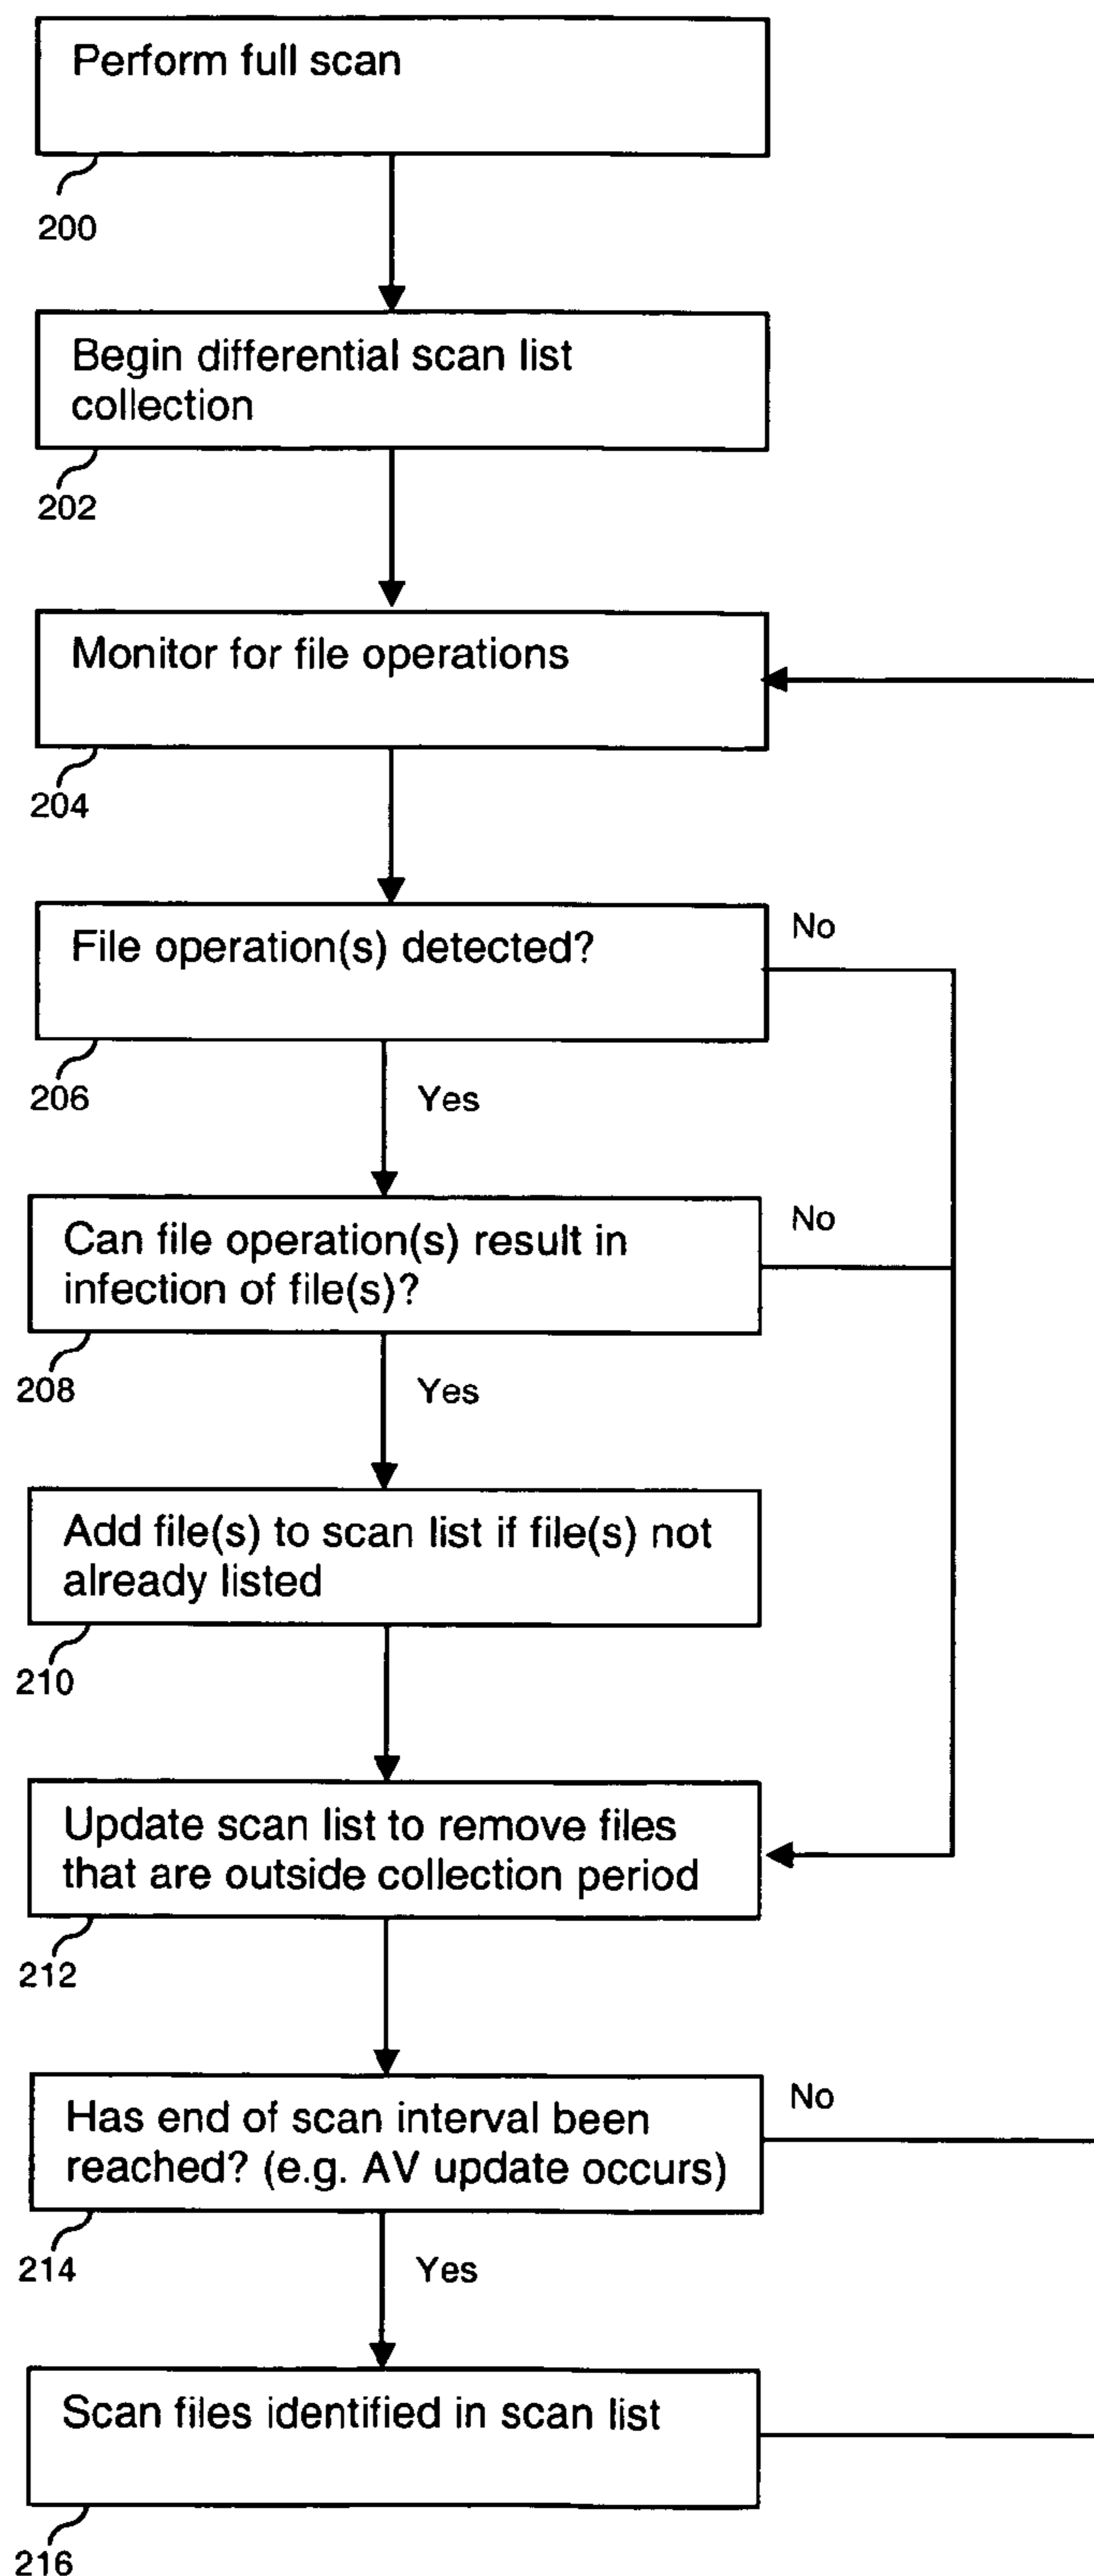 Perform full scan
200
Begin differential scan list
collection
202
Monitor for file operations
204
File operation(s) detected?
No
206
Yes
Can file operation(s) result in
infection of file(s)?
No
208
Yes
Add file(s) to scan list if file(s) not
already listed
210
Update scan list to remove files
that are outside collection period
212
Has end of scan interval been
reached? (e.g. AV update occurs)
No
214
Yes
Scan files identified in scan list
216